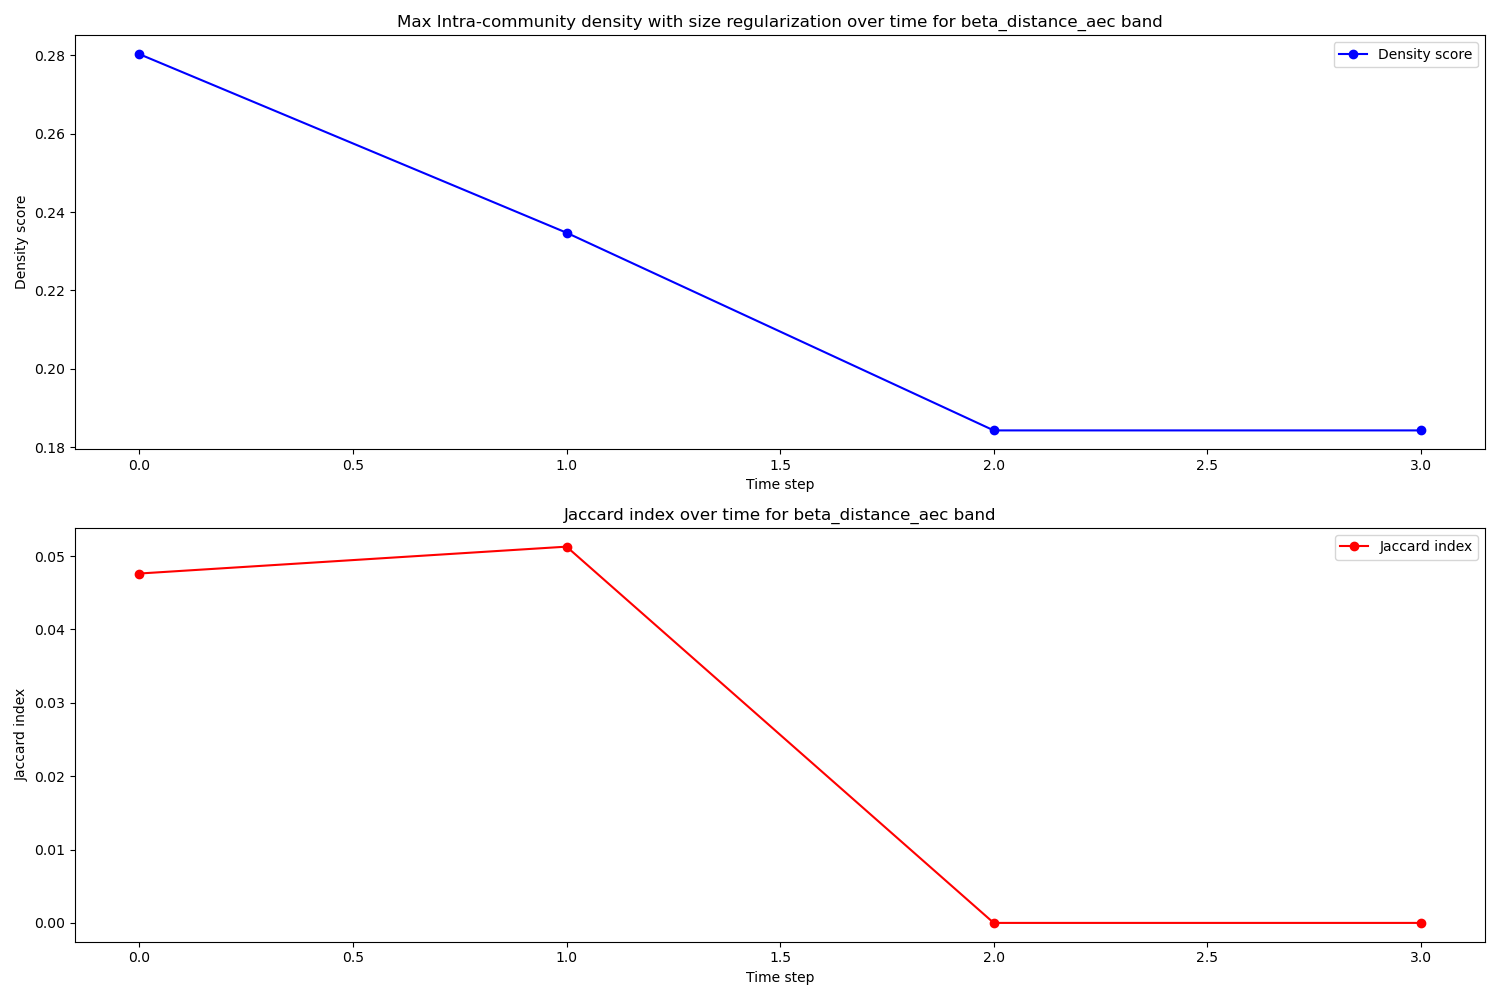 Max Intra-community density with size regularization over time for beta_distance_aec band
Density score
0.28
0.26
0.24
0.22
0.20
0.18
Density score
0.0 0.5 1.0 1.5 2.0 2.5 3.0
Time step
Jaccard index over time for beta_distance_aec band
Jaccard index
0.05
0.04
0.03
0.02
0.01
0.00
Jaccard index
0.0 0.5 1.0 1.5 2.0 2.5 3.0
Time step